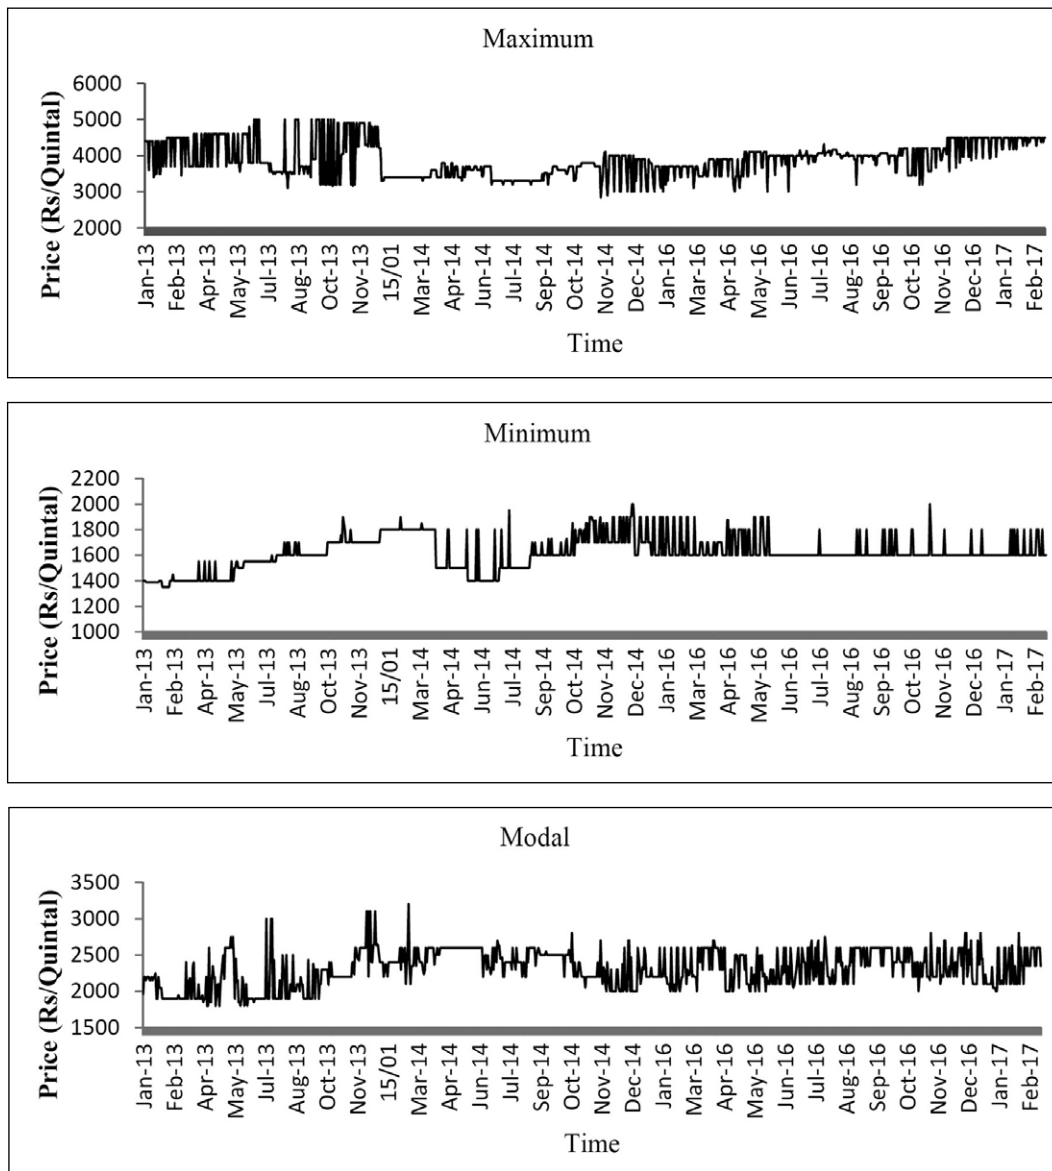 Maximum
Price (Rs/Quintal)
6000
5000
4000
3000
2000
Jan-13
Feb-13
Apr-13
May-13
Jul-13
Aug-13
Oct-13
Nov-13
15/01
Mar-14
Apr-14
Jun-14
Jul-14
Sep-14
Oct-14
Nov-14
Dec-14
Jan-16
Mar-16
Apr-16
May-16
Jun-16
Jul-16
Aug-16
Sep-16
Oct-16
Nov-16
Dec-16
Jan-17
Feb-17
Time
Minimum
Price (Rs/Quintal)
2200
2000
1800
1600
1400
1200
1000
Jan-13
Feb-13
Apr-13
May-13
Jul-13
Aug-13
Oct-13
Nov-13
15/01
Mar-14
Apr-14
Jun-14
Jul-14
Sep-14
Oct-14
Nov-14
Dec-14
Jan-16
Mar-16
Apr-16
May-16
Jun-16
Jul-16
Aug-16
Sep-16
Oct-16
Nov-16
Dec-16
Jan-17
Feb-17
Time
Modal
Price (Rs/Quintal)
3500
3000
2500
2000
1500
Jan-13
Feb-13
Apr-13
May-13
Jul-13
Aug-13
Oct-13
Nov-13
15/01
Mar-14
Apr-14
Jun-14
Jul-14
Sep-14
Oct-14
Nov-14
Dec-14
Jan-16
Mar-16
Apr-16
May-16
Jun-16
Jul-16
Aug-16
Sep-16
Oct-16
Nov-16
Dec-16
Jan-17
Feb-17
Time